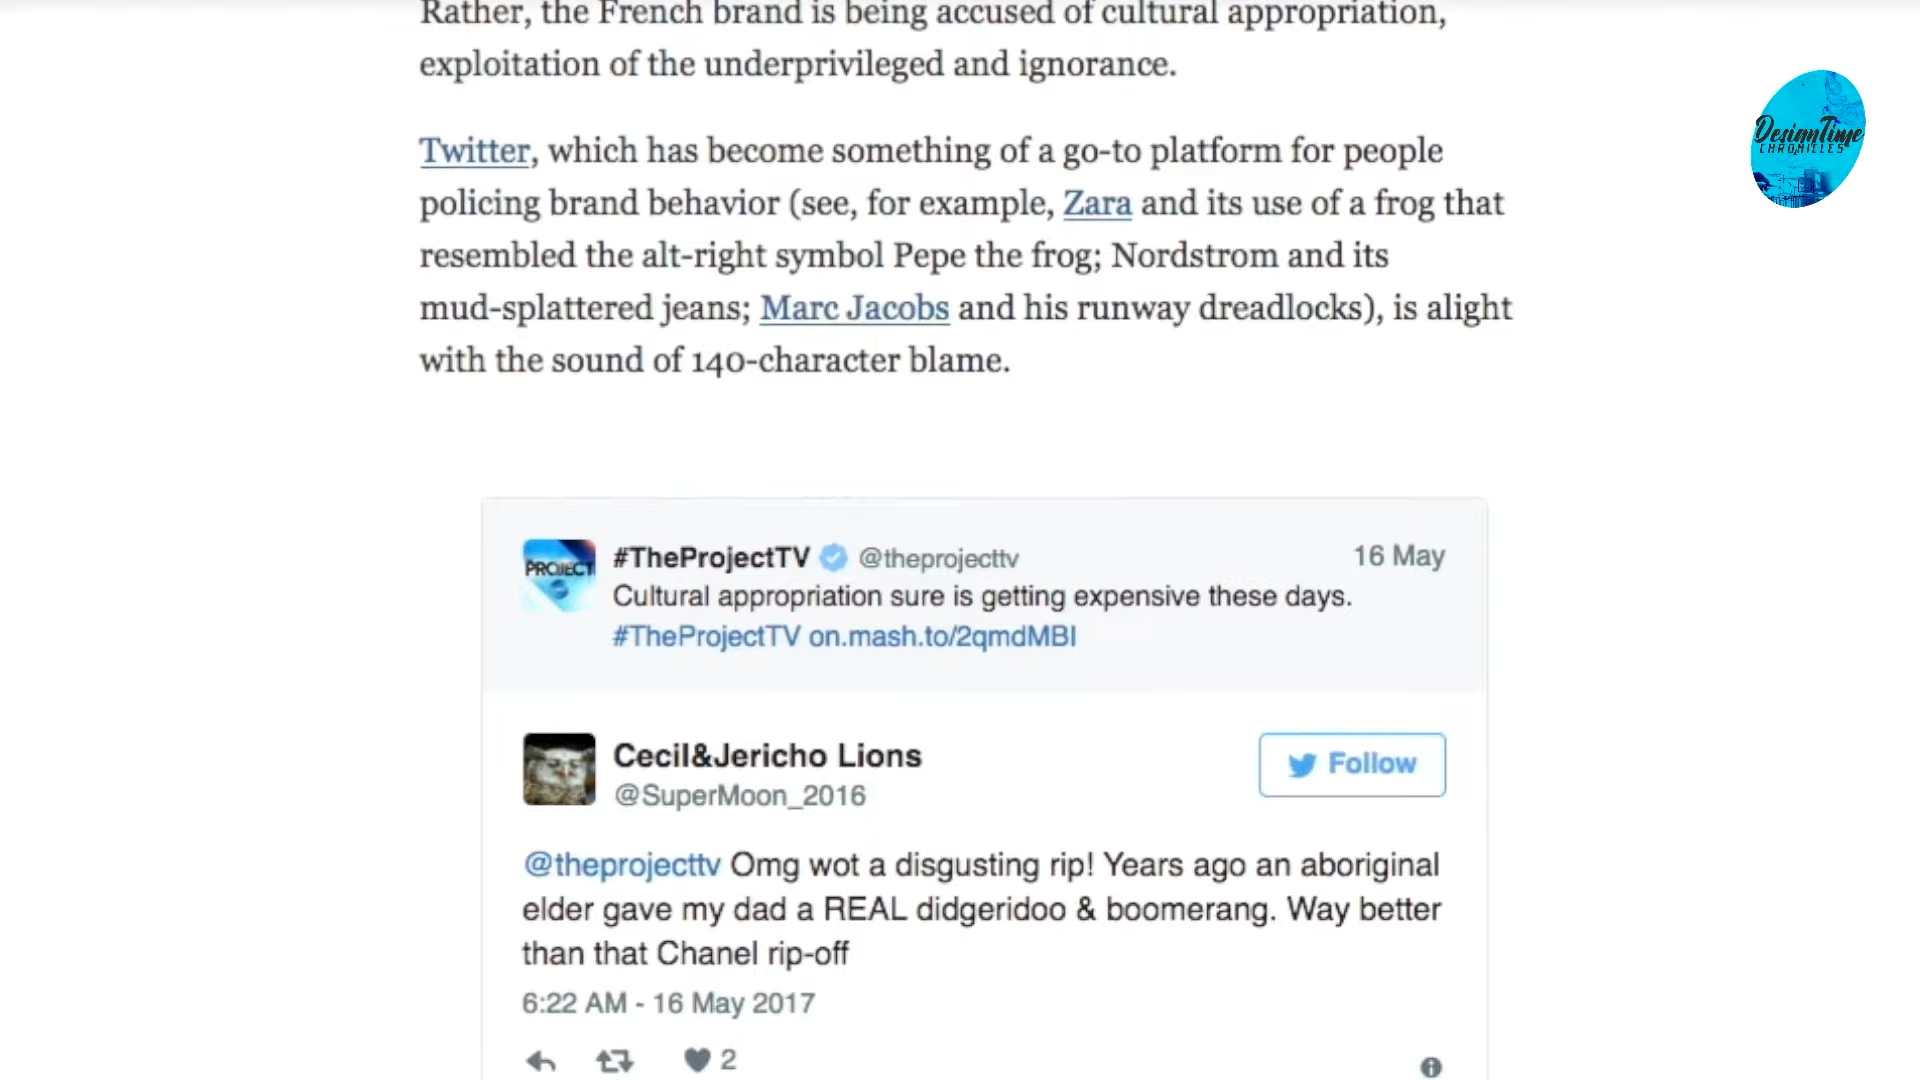 Rather, the French brand is being accused of cultural appropriation,
exploitation of the underprivileged and ignorance.
Twitter, which has become something of a go-to platform for people
policing brand behavior (see, for example, Zara and its use of a frog that
resembled the alt-right symbol Pepe the frog; Nordstrom and its
mud-splattered jeans; Marc Jacobs and his runway dreadlocks), is alight
with the sound of 140-character blame.
DesignTime
CHRONICLES
PROJECT
#TheProjectTV @theprojecttv 16 May
Cultural appropriation sure is getting expensive these days.
#TheProjectTV on.mash.to/2qmdMBI
Cecil&Jericho Lions
@SuperMoon_2016
Follow
@theprojecttv Omg wot a disgusting rip! Years ago an aboriginal
elder gave my dad a REAL didgeridoo & boomerang. Way better
than that Chanel rip-off
6:22 AM - 16 May 2017
2